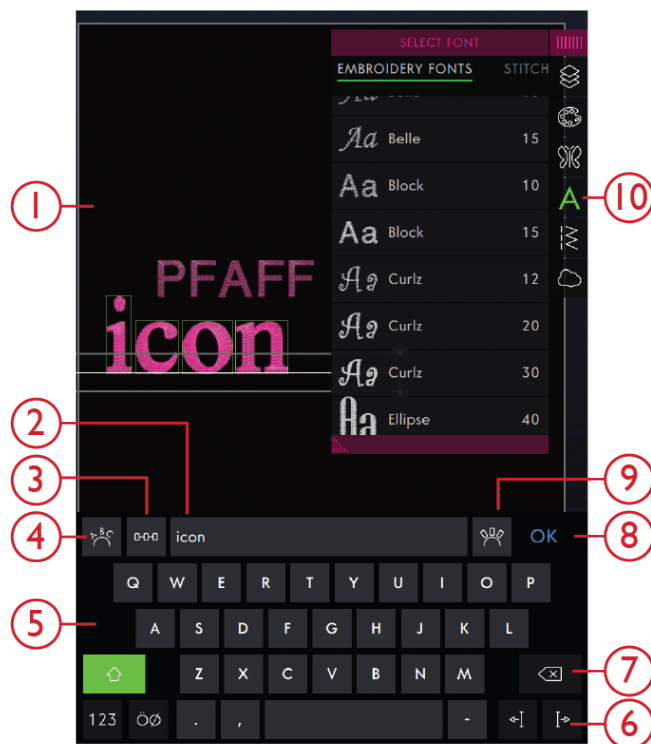 SELECT FONT
EMBROIDERY FONTS STITCH
Aa Belle 15
Aa Block 10
Aa Block 15
Aa Curlz 12
Aa Curlz 20
Aa Curlz 30
Aa Ellipse 40
A
1
10
PFAFF
icon
2
3
4
9
8
A B C
icon
OK
Q W E R T Y U I O P
5
A S D F G H J K L
Z X C V B N M
7
123 ÖØ . , -
6